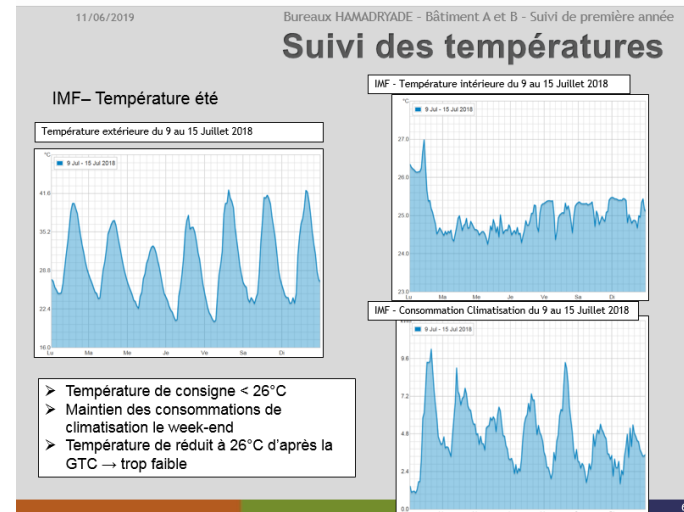 11/06/2019
Bureaux HAMADRYADE - Bâtiment A et B - Suivi de première année
Suivi des températures
IMF– Température été
Température extérieure du 9 au 15 Juillet 2018
°C
9 Jul - 15 Jul 2018
41.6
35.2
28.8
22.4
16.0
Lu Ma Me Je Ve Sa Di
IMF - Température intérieure du 9 au 15 Juillet 2018
°C
9 Jul - 15 Jul 2018
27.0
26.0
25.0
24.0
23.0
Lu Ma Me Je Ve Sa Di
IMF - Consommation Climatisation du 9 au 15 Juillet 2018
9 Jul - 15 Jul 2018
9.6
7.2
4.8
2.4
0.0
➢ Température de consigne < 26°C
➢ Maintien des consommations de
climatisation le week-end
➢ Température de réduit à 26°C d'après la
GTC → trop faible